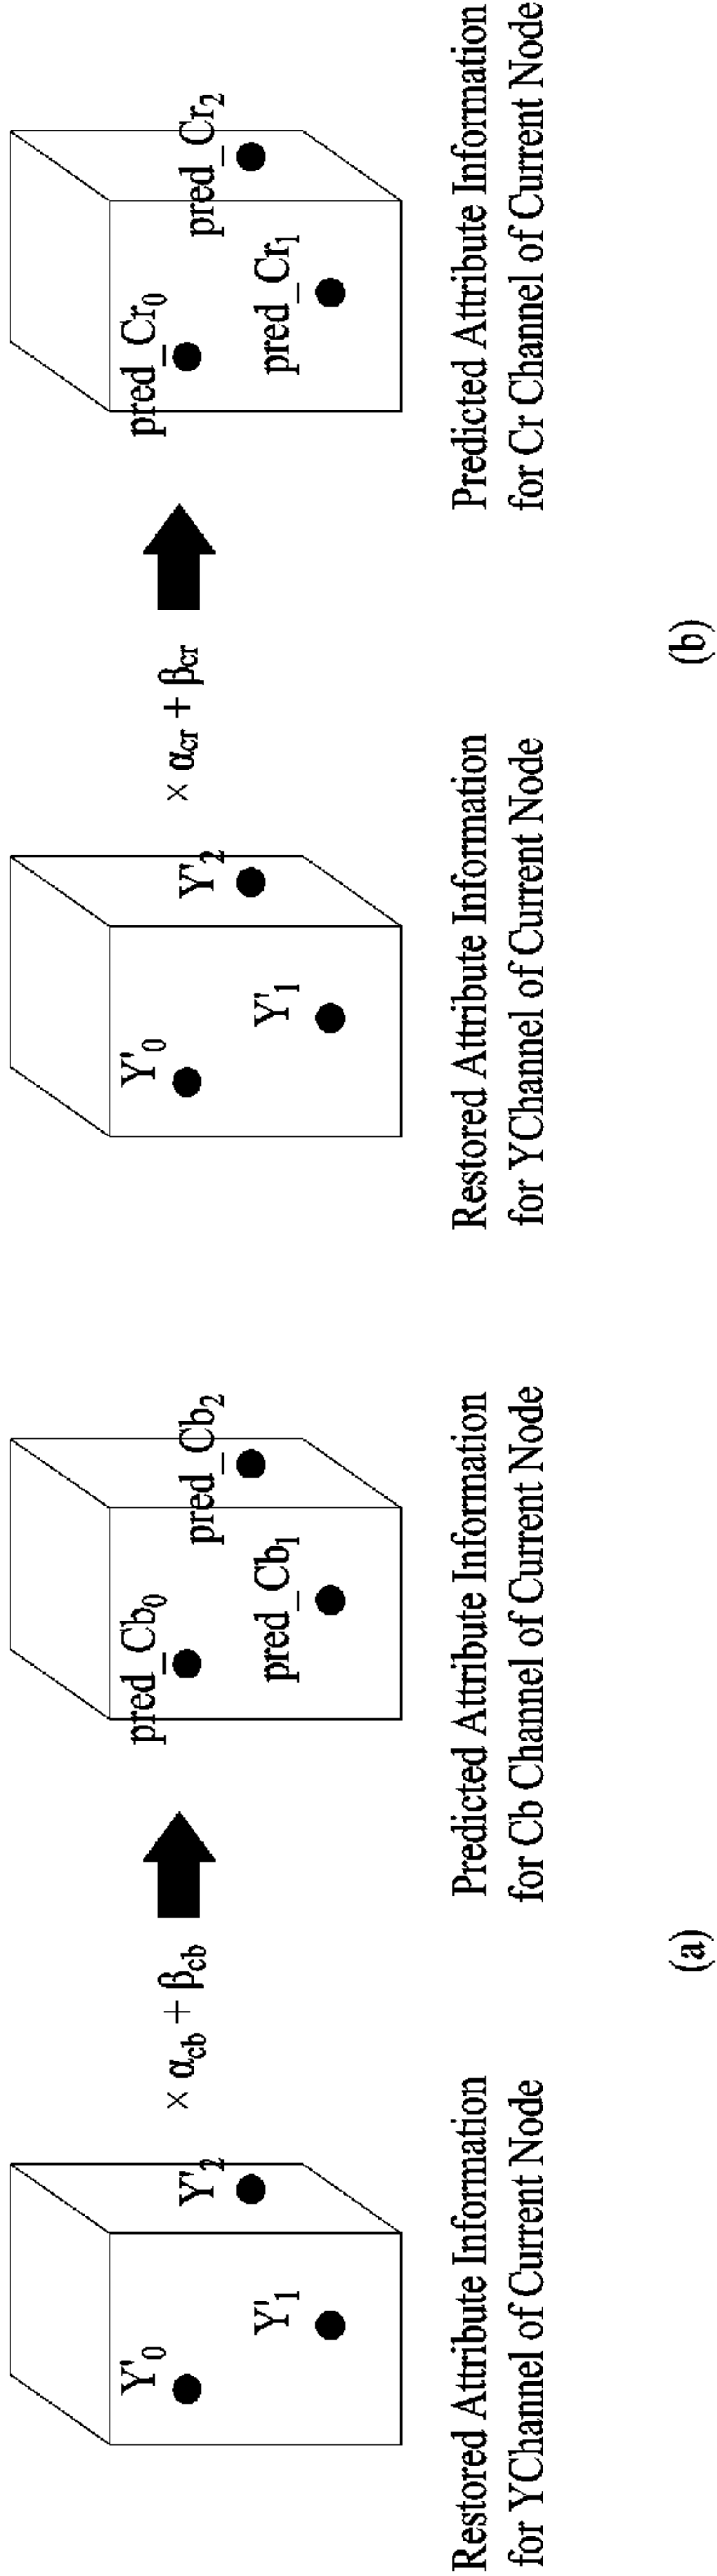 Y'0
Y'1
Y'2
× αcb + βcb
pred_Cb0
pred_Cb1
pred_Cb2
Restored Attribute Information
for YChannel of Current Node
Predicted Attribute Information
for Cb Channel of Current Node
(a)
Y'0
Y'1
Y'2
× αcr + βcr
pred_Cr0
pred_Cr1
pred_Cr2
Restored Attribute Information
for YChannel of Current Node
Predicted Attribute Information
for Cr Channel of Current Node
(b)